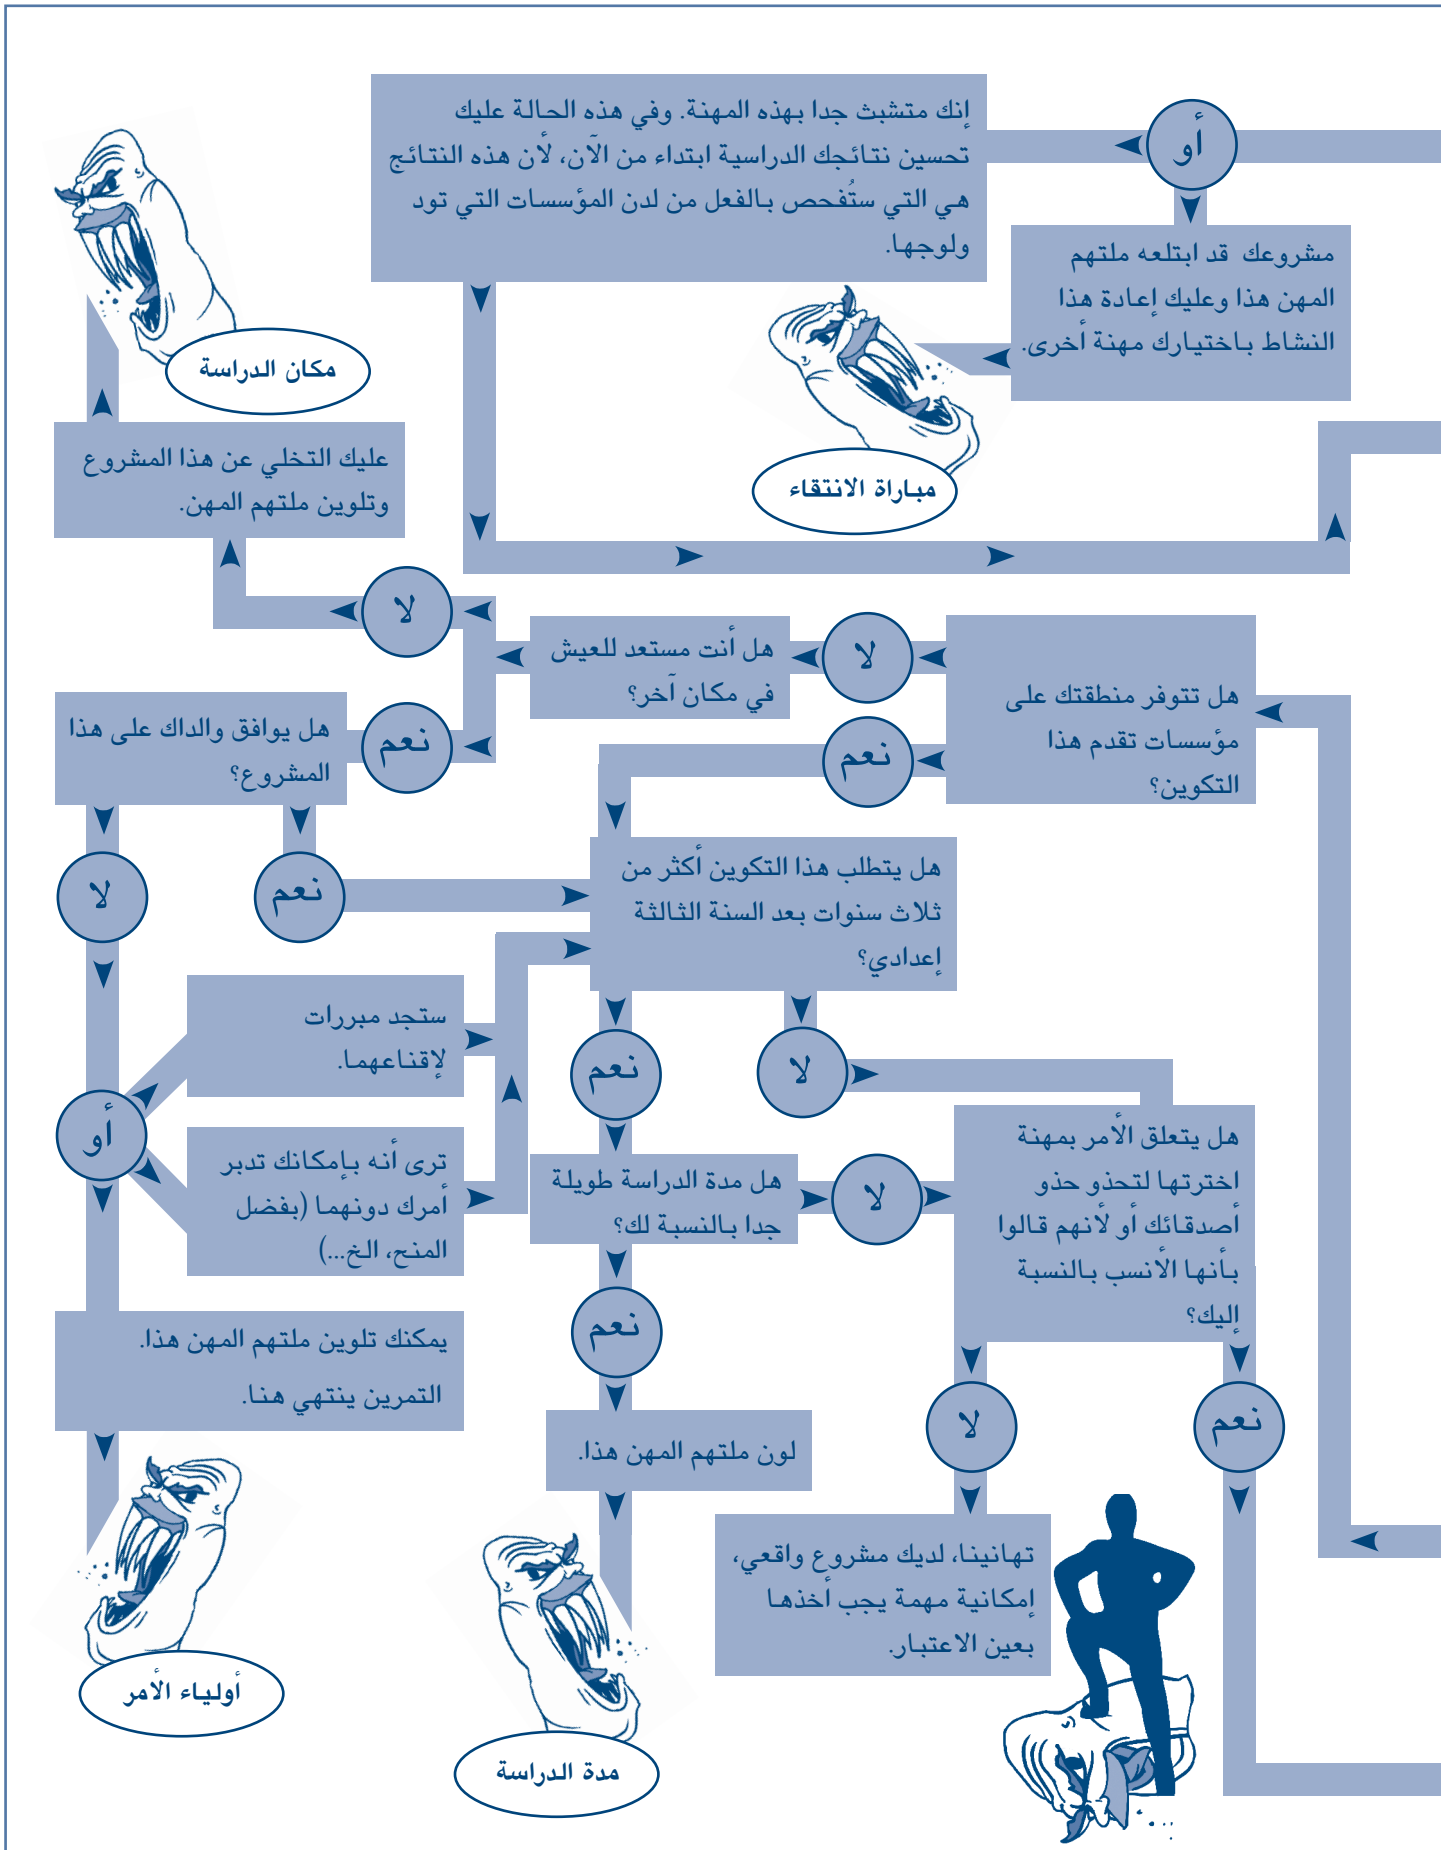 أو
إنك متشبث جدا بهذه المهنة. وفي هذه الحالة عليك
تحسين نتائجك الدراسية ابتداء من الآن، لأن هذه النتائج
هي التي ستُفحص بالفعل من لدن المؤسسات التي تود
ولوجها.
مشروعك قد ابتلعه ملتهم
المهن هذا وعليك إعادة هذا
النشاط باختيارك مهنة أخرى.
مباراة الانتقاء
مكان الدراسة
عليك التخلي عن هذا المشروع
وتلوين ملتهم المهن.
هل تتوفر منطقتك على
مؤسسات تقدم هذا
التكوين؟
لا
نعم
هل أنت مستعد للعيش
في مكان آخر؟
لا
نعم
هل يوافق والداك على هذا
المشروع؟
نعم
لا
هل يتطلب هذا التكوين أكثر من
ثلاث سنوات بعد السنة الثالثة
إعدادي؟
لا
نعم
ستجد مبررات
لإقناعهما.
أو
ترى أنه بإمكانك تدبر
أمرك دونهما (بفضل
المنح، الخ...)
هل يتعلق الأمر بمهنة
اخترتها لتحذو حذو
أصدقائك أو لأنهم قالوا
بأنها الأنسب بالنسبة
إليك؟
لا
هل مدة الدراسة طويلة
جدا بالنسبة لك؟
نعم
يمكنك تلوين ملتهم المهن هذا.
التمرين ينتهي هنا.
نعم
لا
لون ملتهم المهن هذا.
تهانينا، لديك مشروع واقعي،
إمكانية مهمة يجب أخذها
بعين الاعتبار.
أولياء الأمر
مدة الدراسة